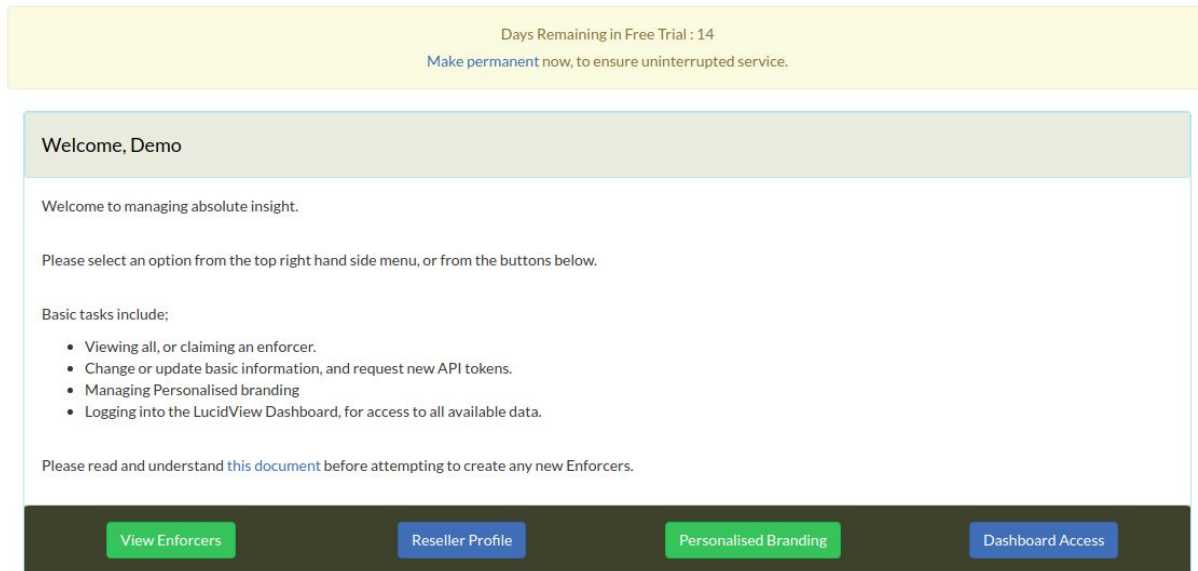 Days Remaining in Free Trial : 14
Make permanent now, to ensure uninterrupted service.
Welcome, Demo
Welcome to managing absolute insight.
Please select an option from the top right hand side menu, or from the buttons below.
Basic tasks include;
Viewing all, or claiming an enforcer.
Change or update basic information, and request new API tokens.
Managing Personalised branding
Logging into the LucidView Dashboard, for access to all available data.
Please read and understand this document before attempting to create any new Enforcers.
View Enforcers
Reseller Profile
Personalised Branding
Dashboard Access